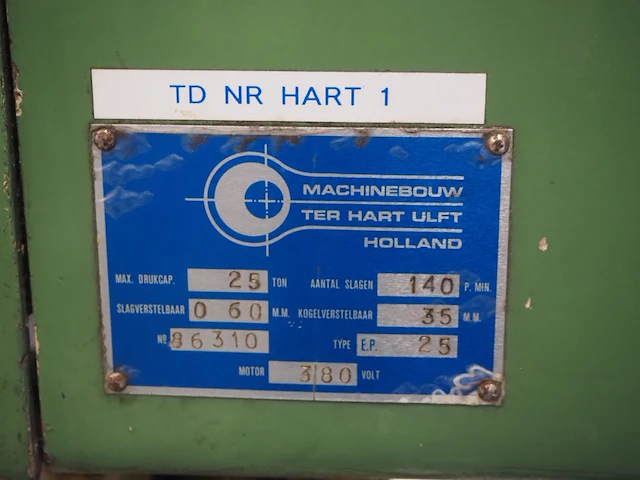 TD NR HART 1
MACHINEBOUW
TER HART ULFT
HOLLAND
MAX. DRUKCAP. 25 TON AANTAL SLAGEN 140 P. MIN.
SLAGVERSTELBAAR 0 60 M.M. KOGELVERSTELBAAR 35 M.M.
No 86310 TYPE E.P. 25
MOTOR 380 VOLT